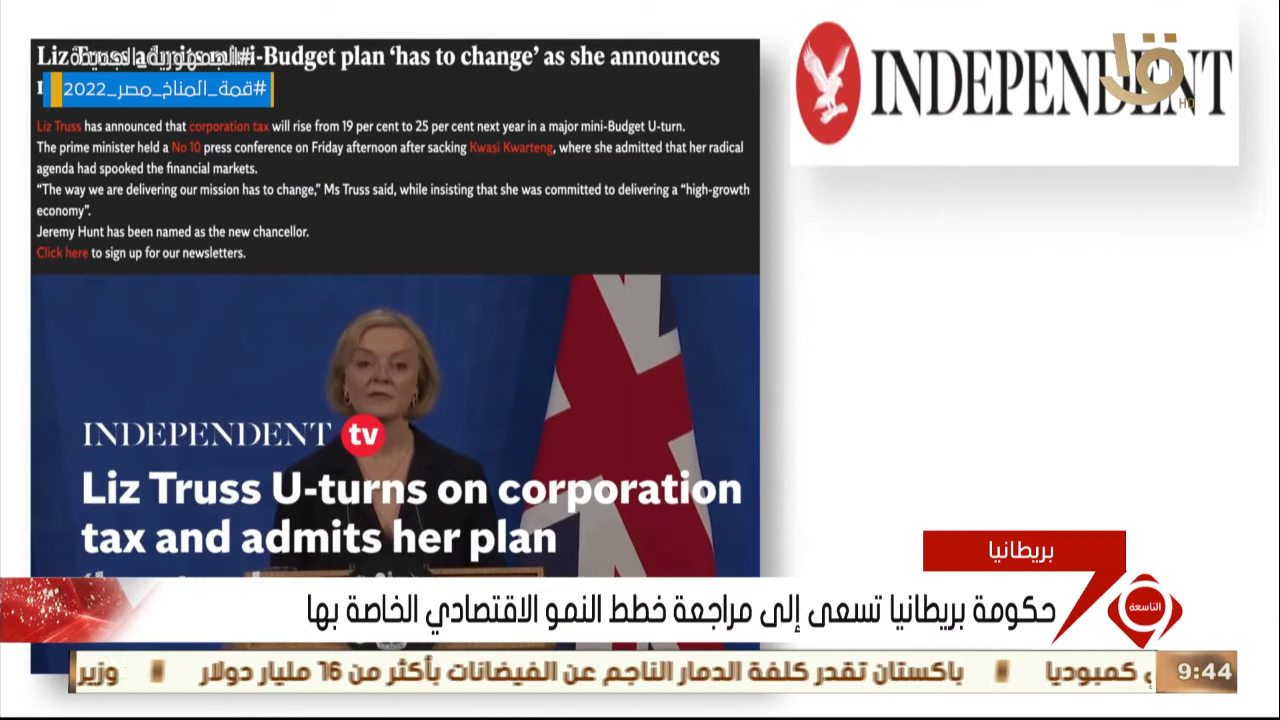 Liz Truss admits mini-Budget plan ‘has to change’ as she announces
#الجمهورية_الجديدة
#قمة_المناخ_مصر_2022
Liz Truss has announced that corporation tax will rise from 19 per cent to 25 per cent next year in a major mini-Budget U-turn.
The prime minister held a No 10 press conference on Friday afternoon after sacking Kwasi Kwarteng, where she admitted that her radical
agenda had spooked the financial markets.
“The way we are delivering our mission has to change,” Ms Truss said, while insisting that she was committed to delivering a “high-growth
economy”.
Jeremy Hunt has been named as the new chancellor.
Click here to sign up for our newsletters.
INDEPENDENT
HD
INDEPENDENT tv
Liz Truss U-turns on corporation
tax and admits her plan
بريطانيا
التاسعة
حكومة بريطانيا تسعى إلى مراجعة خطط النمو الاقتصادي الخاصة بها
كمبوديا
باكستان تقدر كلفة الدمار الناجم عن الفيضانات بأكثر من 16 مليار دولار
وزير
9:44